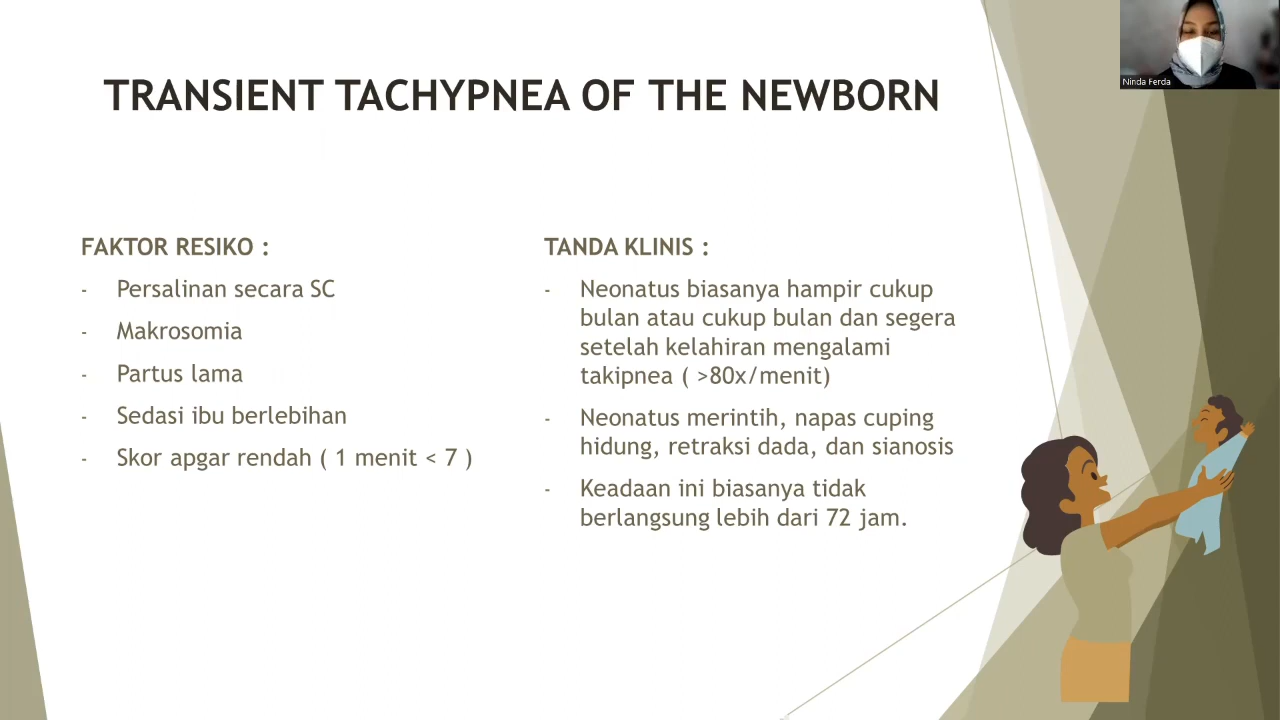 TRANSIENT TACHYPNEA OF THE NEWBORN
FAKTOR RESIKO :
- Persalinan secara SC
- Makrosomia
- Partus lama
- Sedasi ibu berlebihan
- Skor apgar rendah ( 1 menit < 7 )
TANDA KLINIS :
- Neonatus biasanya hampir cukup
bulan atau cukup bulan dan segera
setelah kelahiran mengalami
takipnea ( >80x/menit)
- Neonatus merintih, napas cuping
hidung, retraksi dada, dan sianosis
- Keadaan ini biasanya tidak
berlangsung lebih dari 72 jam.
Ninda Ferda